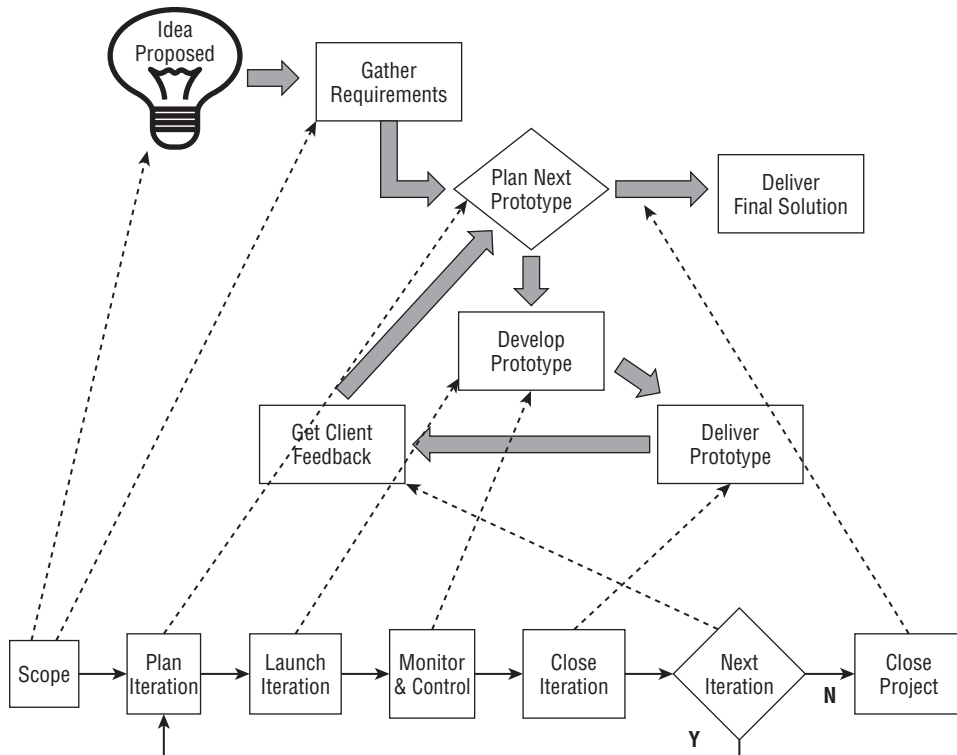 Idea
Proposed
Gather
Requirements
Plan Next
Prototype
Deliver
Final Solution
Develop
Prototype
Get Client
Feedback
Deliver
Prototype
Scope
Plan
Iteration
Launch
Iteration
Monitor
& Control
Close
Iteration
Next
Iteration
N
Close
Project
Y